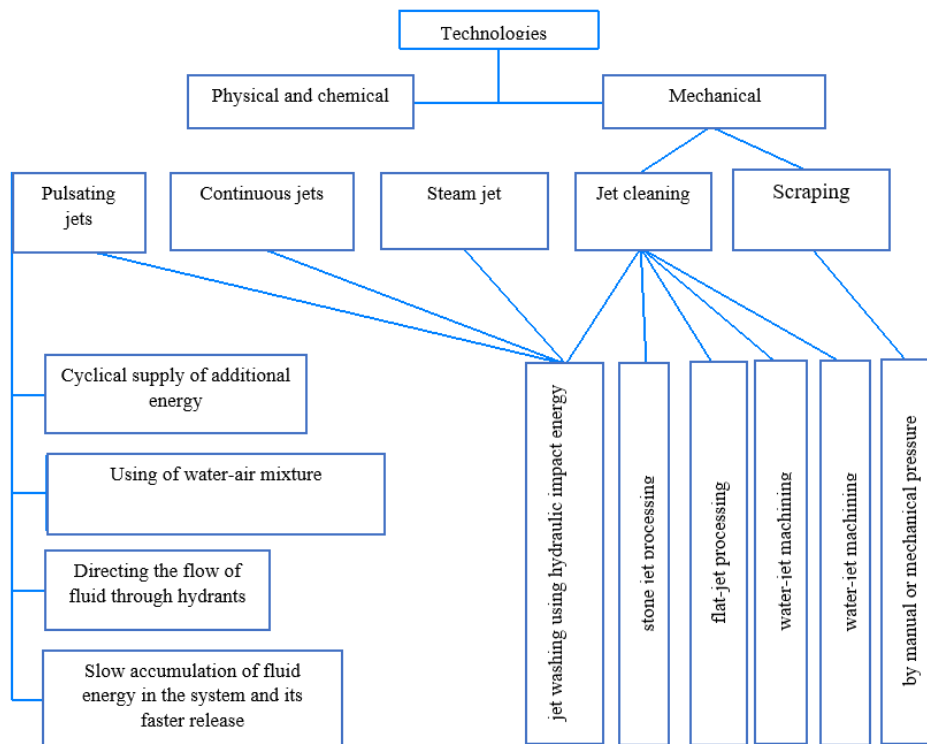 Technologies
Physical and chemical
Mechanical
Pulsating
jets
Continuous jets
Steam jet
Jet cleaning
Scraping
Cyclical supply of additional
energy
Using of water-air mixture
Directing the flow of
fluid through hydrants
Slow accumulation of fluid
energy in the system and its
faster release
jet washing using hydraulic impact energy
stone jet processing
flat-jet processing
water-jet machining
water-jet machining
by manual or mechanical pressure